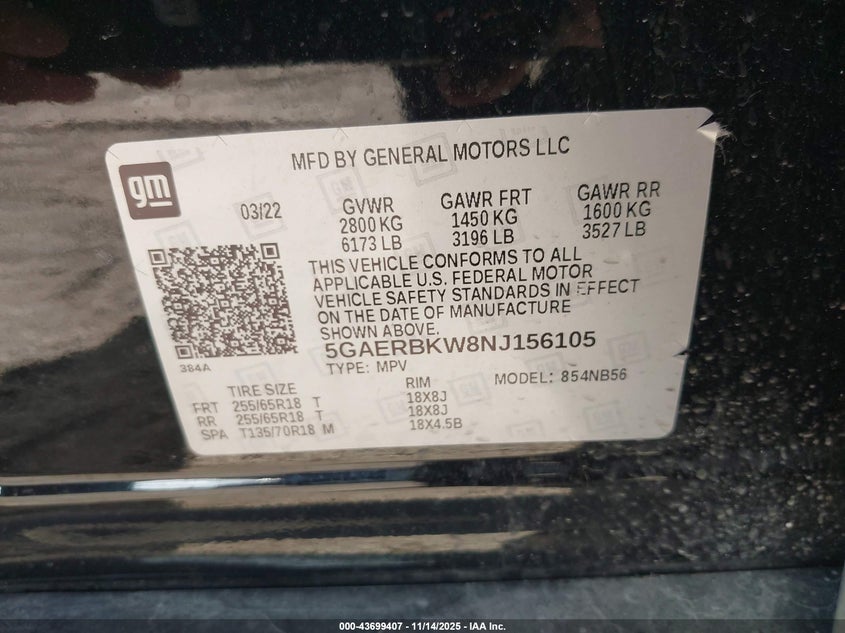 gm
MFD BY GENERAL MOTORS LLC
03/22 GVWR GAWR FRT GAWR RR
2800 KG 1450 KG 1600 KG
6173 LB 3196 LB 3527 LB
THIS VEHICLE CONFORMS TO ALL
APPLICABLE U.S. FEDERAL MOTOR
VEHICLE SAFETY STANDARDS IN EFFECT
ON THE DATE OF MANUFACTURE
SHOWN ABOVE.
5GAERBKW8NJ156105
384A
TYPE: MPV MODEL: 854NB56
TIRE SIZE RIM
FRT 255/65R18 T 18X8J
RR 255/65R18 T 18X8J
SPA T135/70R18 M 18X4.5B
000-43699407 - 11/14/2025 - IAA Inc.